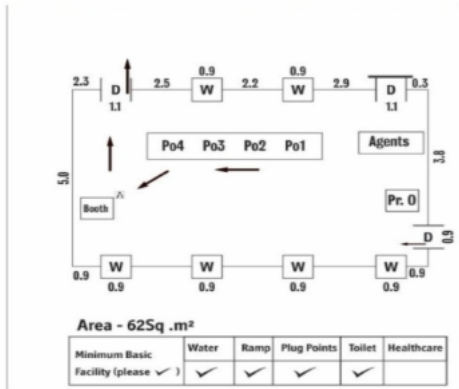 0.9 0.9
2.3 D 2.5 W 2.2 W 2.9 D 0.3
1.1 1.1
Po4 Po3 Po2 Po1 Agents
3.8
5.0
Booth Pr. O
D 0.9
W W W W
0.9 0.9
0.9 0.9 0.9 0.9
Area - 62Sq .m²
Minimum Basic Facility (please ✓) Water Ramp Plug Points Toilet Healthcare
✓ ✓ ✓ ✓